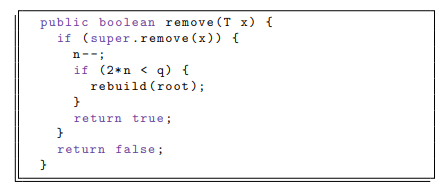 public boolean remove(T x) {
  if (super.remove(x)) {
    n--;
    if (2*n < q) {
      rebuild(root);
    }
    return true;
  }
  return false;
}